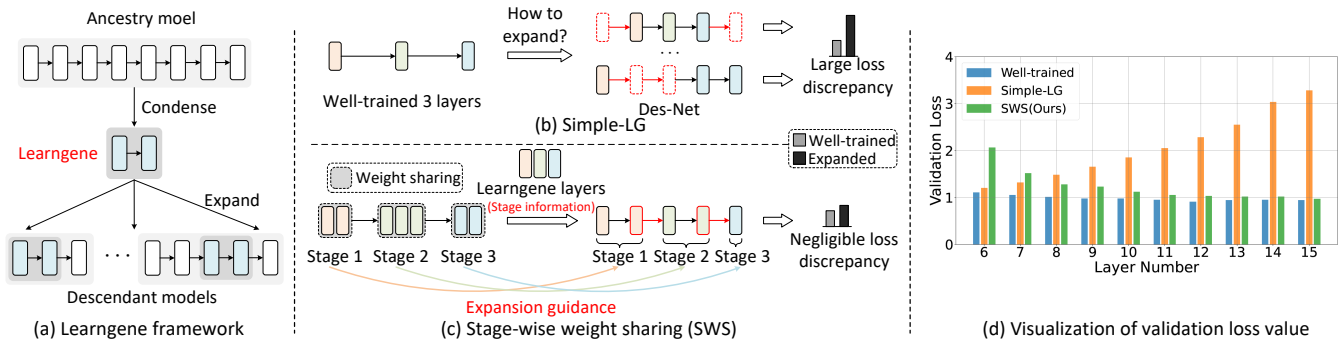 Ancestry moel
Condense
Learngene
Expand
. . .
Descendant models
(a) Learngene framework
How to
expand?
Well-trained 3 layers
. . .
Des-Net
Large loss
discrepancy
(b) Simple-LG
Well-trained
Expanded
Weight sharing
Learngene layers
(Stage information)
Stage 1 Stage 2 Stage 3
Stage 1 Stage 2 Stage 3
Negligible loss
discrepancy
Expansion guidance
(c) Stage-wise weight sharing (SWS)
Well-trained
Simple-LG
SWS(Ours)
Validation Loss
4
3
2
1
0
6 7 8 9 10 11 12 13 14 15
Layer Number
(d) Visualization of validation loss value